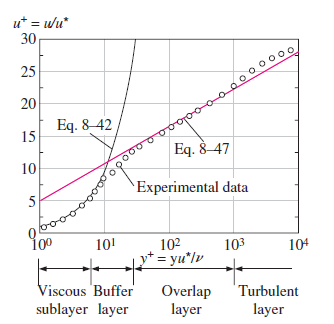 u⁺ = u/u*
30
25
20
15
10
5
0
Eq. 8–42
Eq. 8–47
Experimental data
10⁰ 10¹ 10² 10³ 10⁴
y⁺ = yu*/ν
Viscous Buffer Overlap Turbulent
sublayer layer layer layer